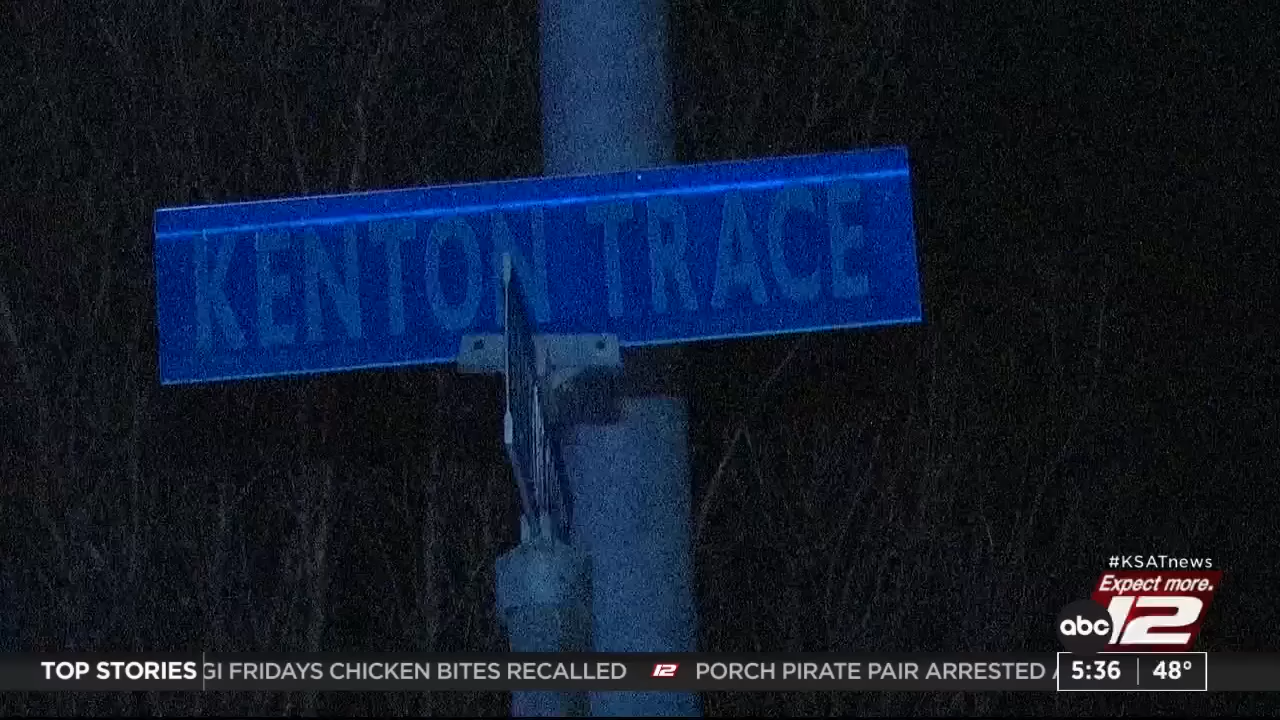 KENTON TRACE
#KSATnews
Expect more.
abc 12
TOP STORIES GI FRIDAYS CHICKEN BITES RECALLED 12 PORCH PIRATE PAIR ARRESTED
5:36 48°